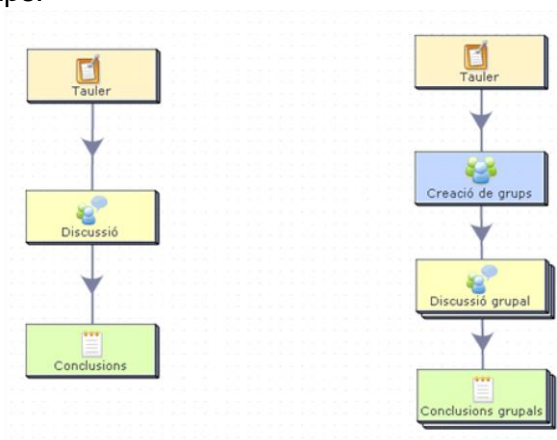 Tauler
Discussió
Conclusions
Tauler
Creació de grups
Discussió grupal
Conclusions grupals